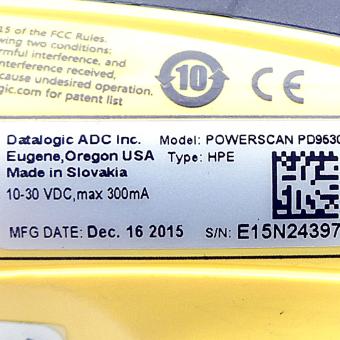 15 of the FCC Rules.
wing two conditions:
armful interference, and
interference received,
ause undesired operation.
gic.com for patent list
10
CE
Datalogic ADC Inc.
Model: POWERSCAN PD9530
Eugene,Oregon USA
Type: HPE
Made in Slovakia
10-30 VDC,max 300mA
MFG DATE: Dec. 16 2015
S/N: E15N24397